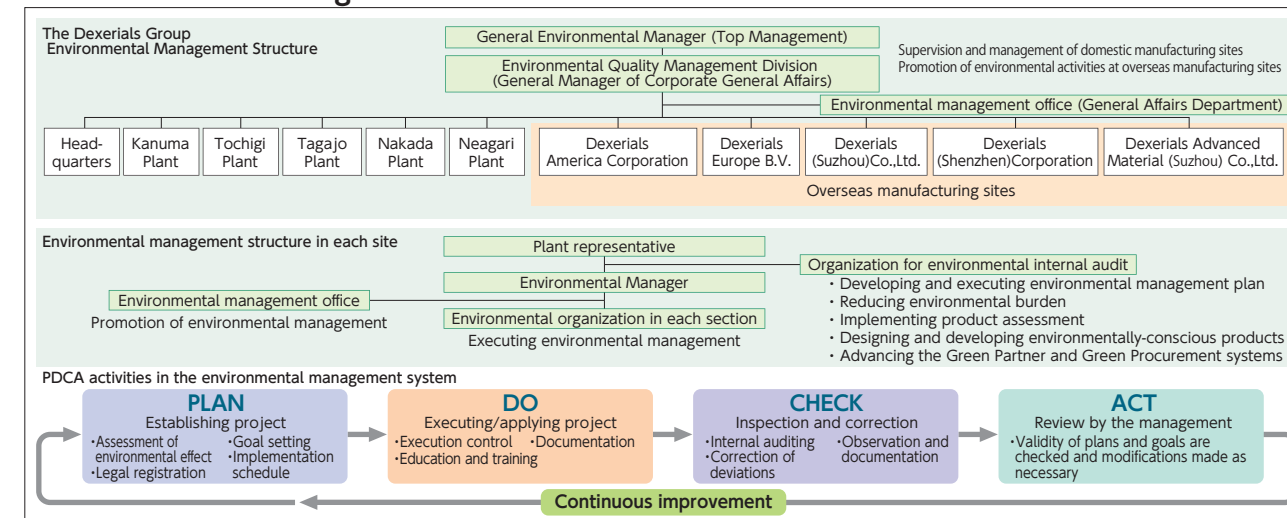 The Dexerials Group
Environmental Management Structure
General Environmental Manager (Top Management)
Environmental Quality Management Division
(General Manager of Corporate General Affairs)
Supervision and management of domestic manufacturing sites
Promotion of environmental activities at overseas manufacturing sites
Environmental management office (General Affairs Department)
Head-
quarters
Kanuma
Plant
Tochigi
Plant
Tagajo
Plant
Nakada
Plant
Neagari
Plant
Dexerials
America Corporation
Dexerials
Europe B.V.
Dexerials
(Suzhou)Co.,Ltd.
Dexerials
(Shenzhen)Corporation
Dexerials Advanced
Material (Suzhou) Co.,Ltd.
Overseas manufacturing sites
Environmental management structure in each site
Plant representative
Organization for environmental internal audit
・Developing and executing environmental management plan
・Reducing environmental burden
・Implementing product assessment
・Designing and developing environmentally-conscious products
・Advancing the Green Partner and Green Procurement systems
Environmental Manager
Environmental management office
Promotion of environmental management
Environmental organization in each section
Executing environmental management
PDCA activities in the environmental management system
PLAN
Establishing project
・Assessment of
environmental effect
・Legal registration
・Goal setting
・Implementation
schedule
DO
Executing/applying project
・Execution control
・Education and training
・Documentation
CHECK
Inspection and correction
・Internal auditing
・Correction of
deviations
・Observation and
documentation
ACT
Review by the management
・Validity of plans and goals are
checked and modifications made as
necessary
Continuous improvement